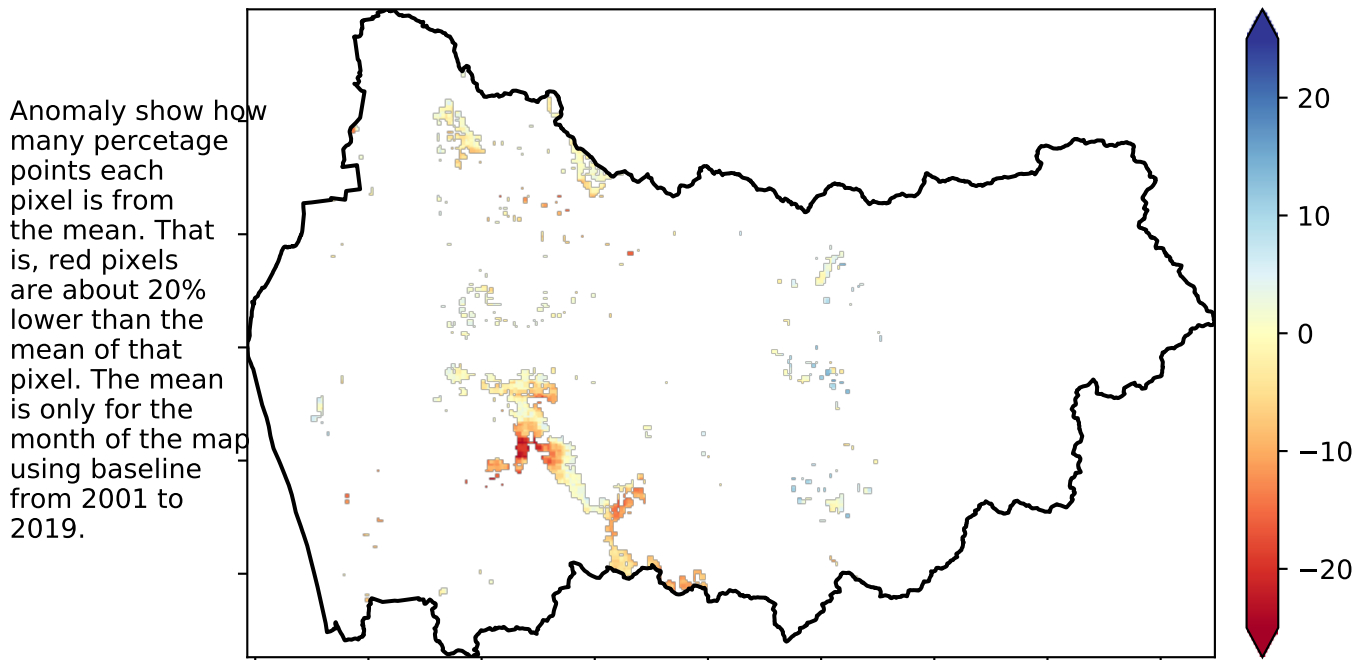 Anomaly show how
many percetage
points each
pixel is from
the mean. That
is, red pixels
are about 20%
lower than the
mean of that
pixel. The mean
is only for the
month of the map
using baseline
from 2001 to
2019.
20
10
0
−10
−20